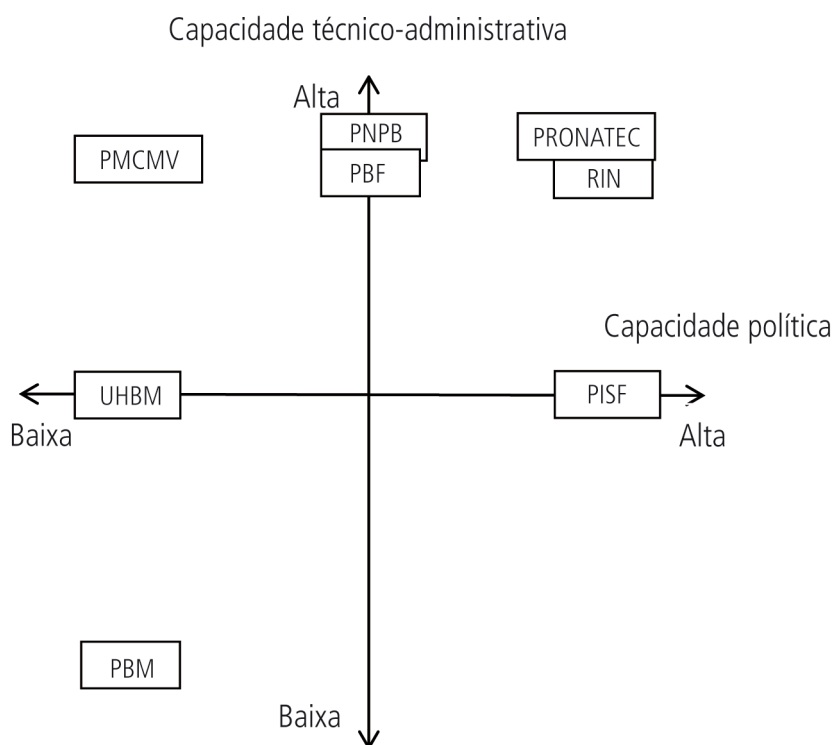 Capacidade técnico-administrativa
Alta
PNPB
PRONATEC
PMCMV
PBF
RIN
Capacidade política
UHBM
PISF
Baixa
Alta
PBM
Baixa